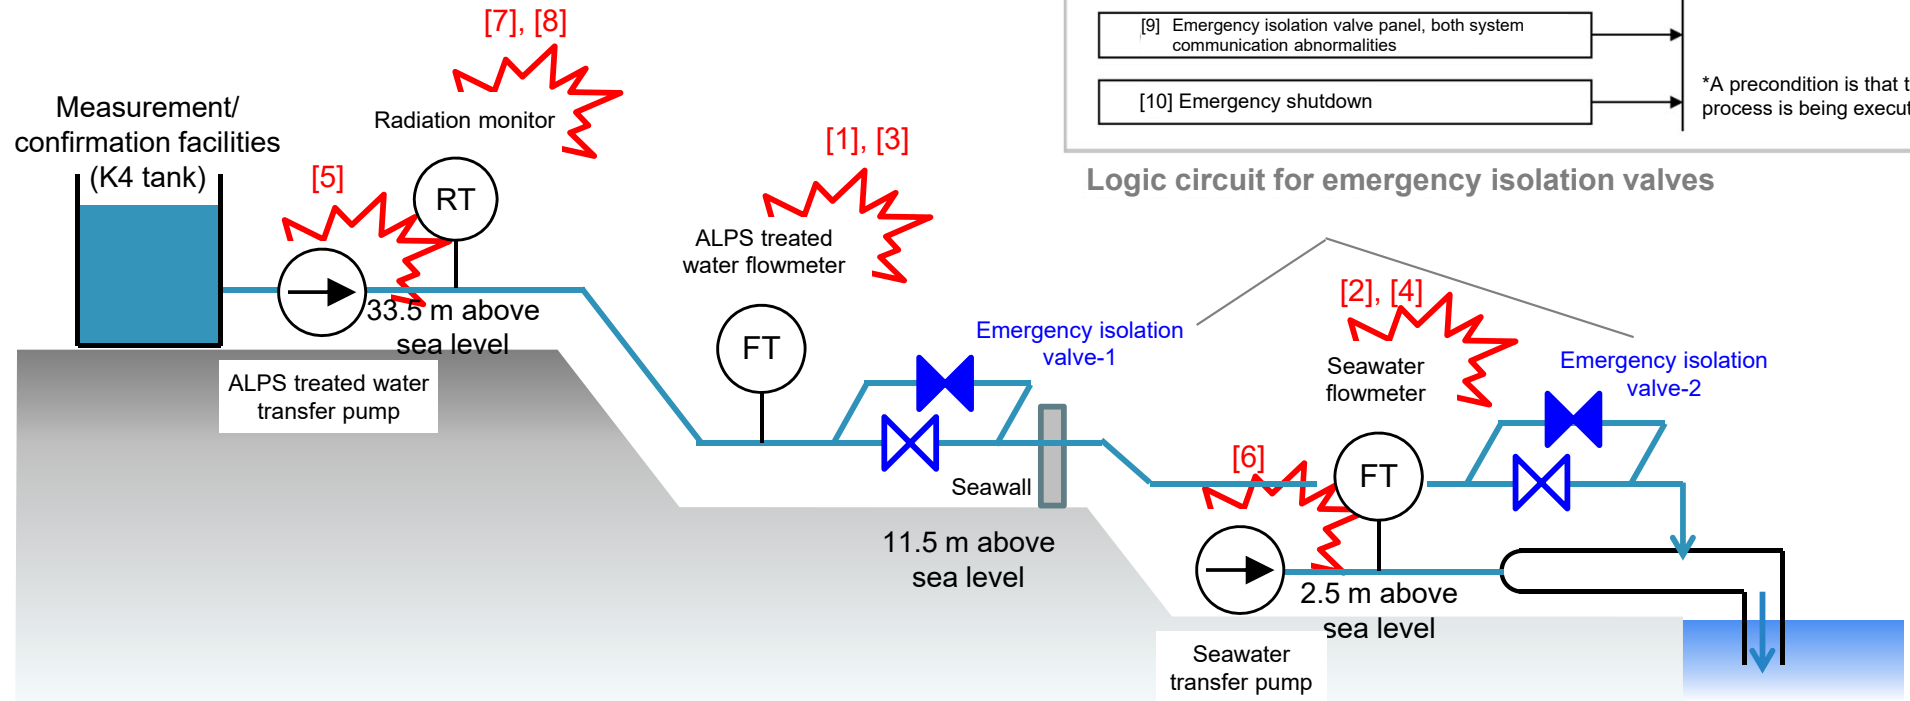 [7], [8]
[9] Emergency isolation valve panel, both system
communication abnormalities
[10] Emergency shutdown
*A precondition is that
process is being
Logic circuit for emergency isolation valves
Measurement/
confirmation facilities
(K4 tank)
Radiation monitor
[5]
RT
[1], [3]
ALPS treated
water flowmeter
33.5 m above
sea level
ALPS treated water
transfer pump
FT
Emergency isolation
valve-1
[2], [4]
Seawater
flowmeter
Emergency isolation
valve-2
Seawall
[6]
FT
11.5 m above
sea level
2.5 m above
sea level
Seawater
transfer pump